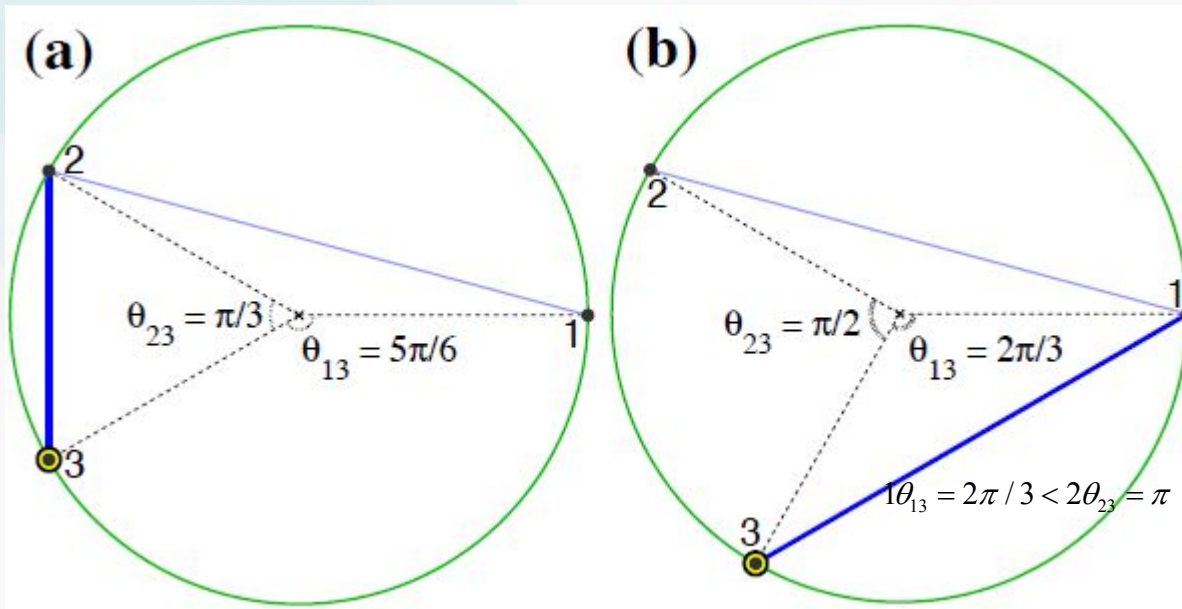 (a)
2
θ₂₃ = π/3
1
θ₁₃ = 5π/6
3
(b)
2
1
θ₂₃ = π/2
θ₁₃ = 2π/3
1θ₁₃ = 2π / 3 < 2θ₂₃ = π
3